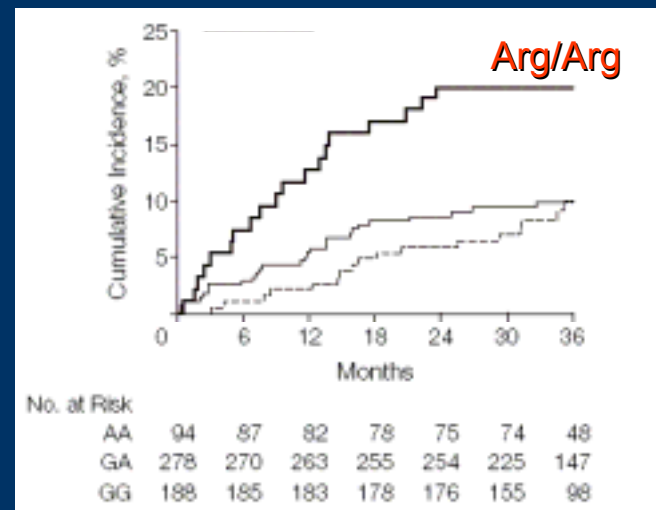 Arg/Arg
Cumulative Incidence, %
25
20
15
10
5
0 6 12 18 24 30 36
Months
No. at Risk
AA 94 87 82 78 75 74 48
GA 278 270 263 255 254 225 147
GG 188 185 183 178 176 155 98